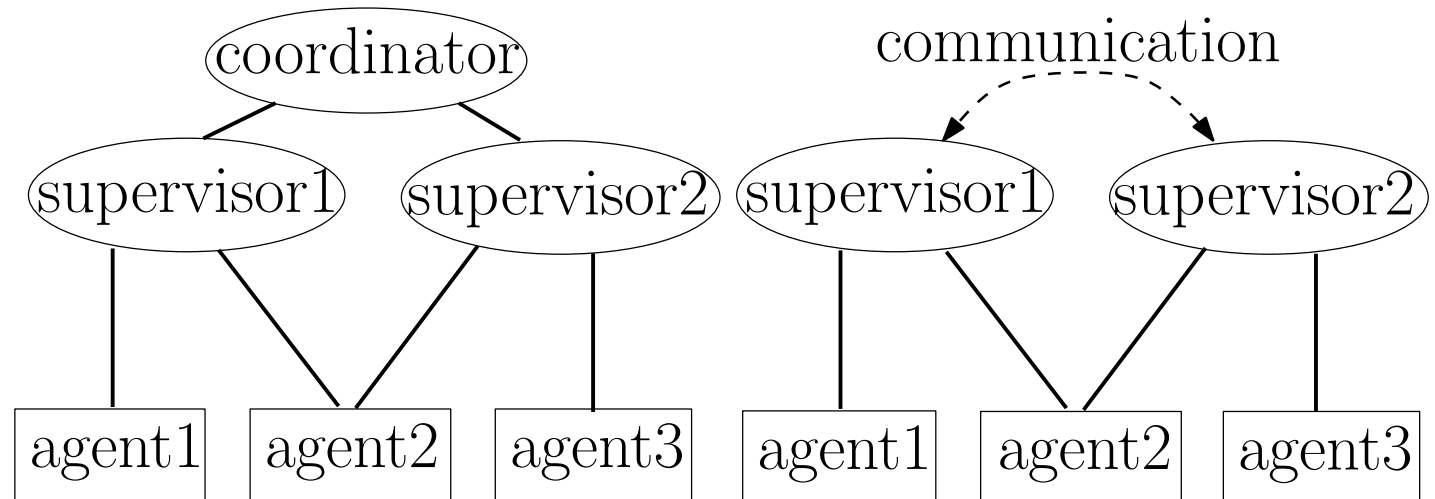 coordinator
communication
supervisor1
supervisor2
supervisor1
supervisor2
agent1
agent2
agent3
agent1
agent2
agent3